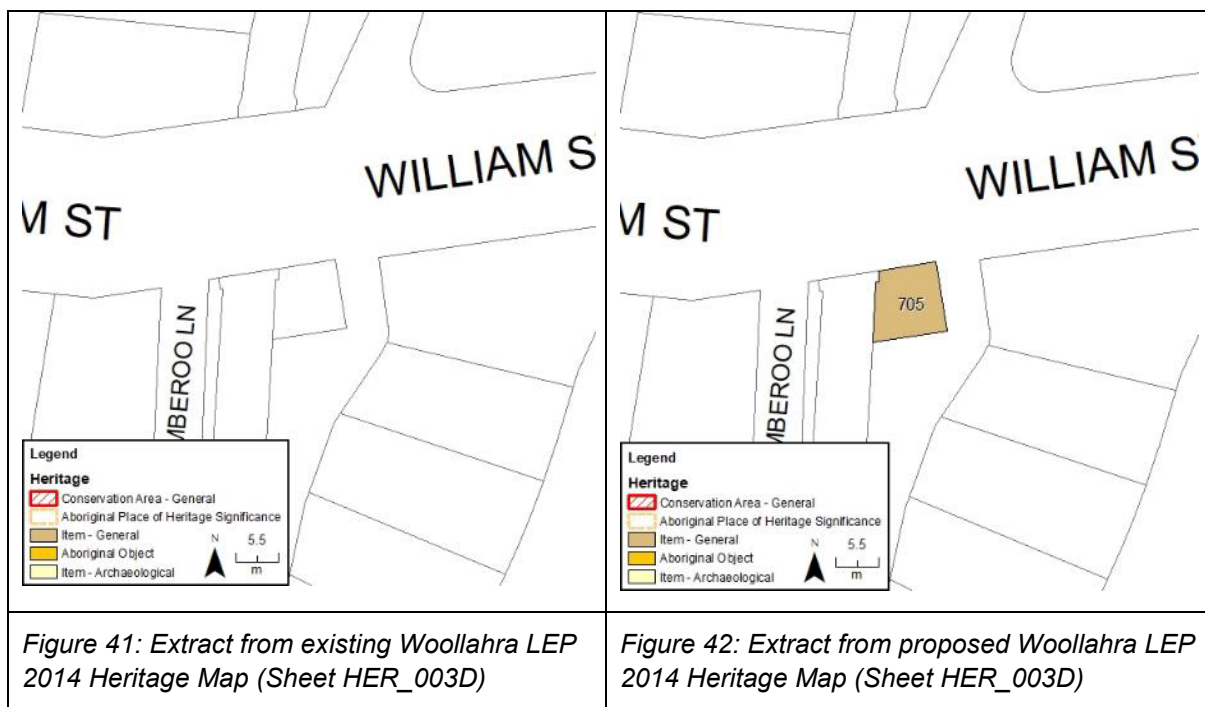 WILLIAM S
M ST
MBEROO LN
Legend
Heritage
Conservation Area - General
Aboriginal Place of Heritage Significance
Item - General
Aboriginal Object
Item - Archaeological
N
5.5
m
Figure 41: Extract from existing Woollahra LEP
2014 Heritage Map (Sheet HER_003D)
WILLIAM S
M ST
705
MBEROO LN
Legend
Heritage
Conservation Area - General
Aboriginal Place of Heritage Significance
Item - General
Aboriginal Object
Item - Archaeological
N
5.5
m
Figure 42: Extract from proposed Woollahra LEP
2014 Heritage Map (Sheet HER_003D)